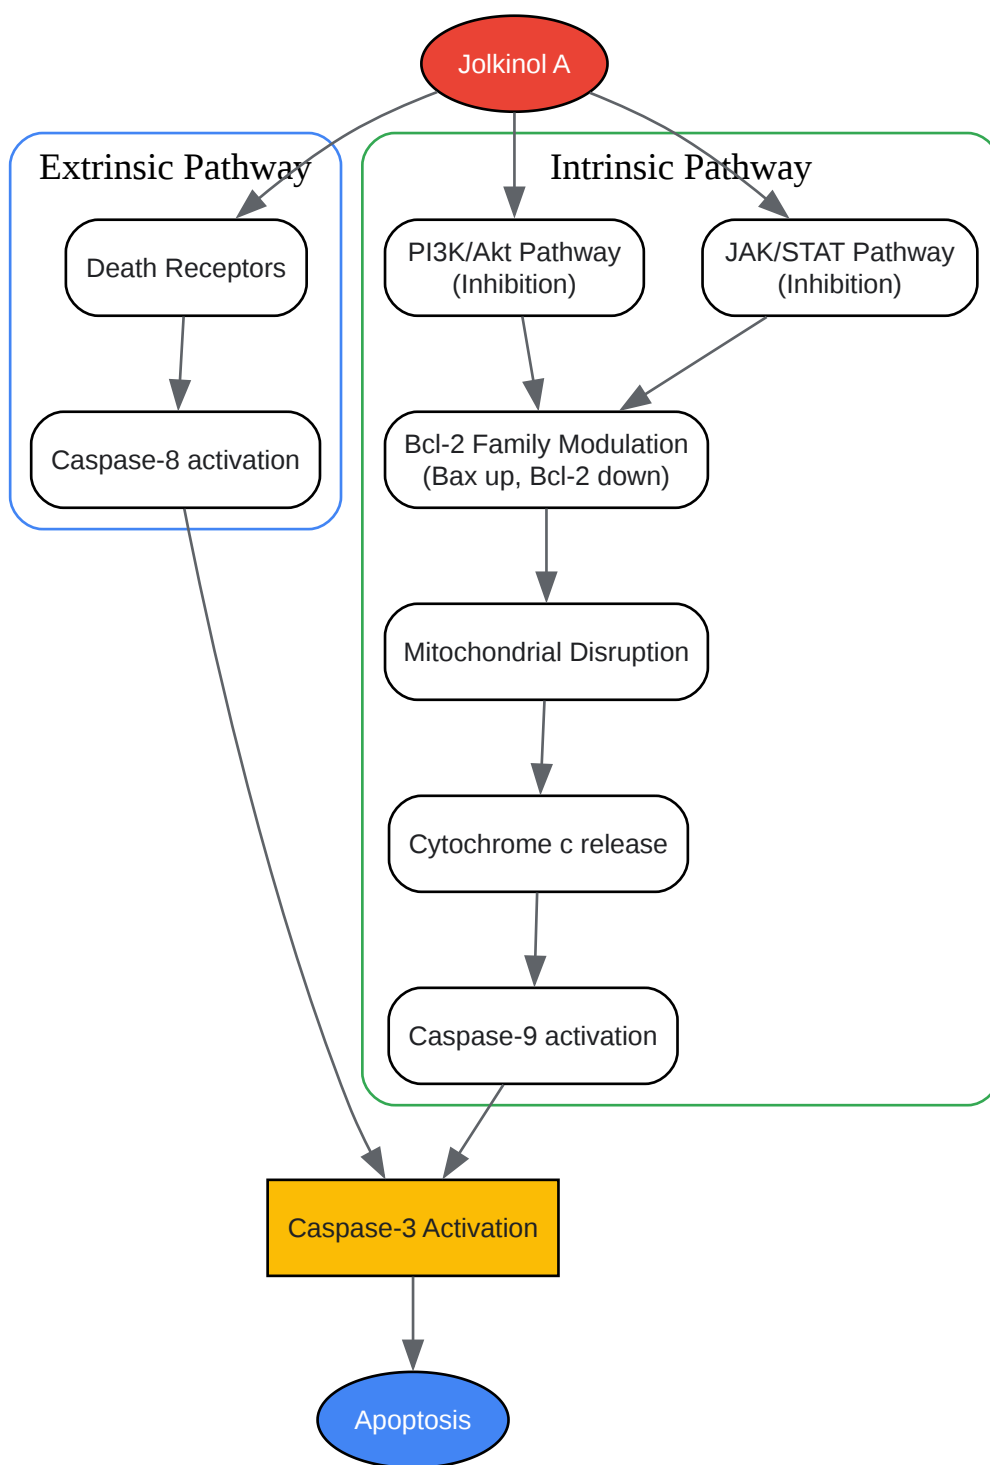 Jolkinol A
Extrinsic Pathway
Intrinsic Pathway
Death Receptors
PI3K/Akt Pathway
(Inhibition)
JAK/STAT Pathway
(Inhibition)
Caspase-8 activation
Bcl-2 Family Modulation
(Bax up, Bcl-2 down)
Mitochondrial Disruption
Cytochrome c release
Caspase-9 activation
Caspase-3 Activation
Apoptosis